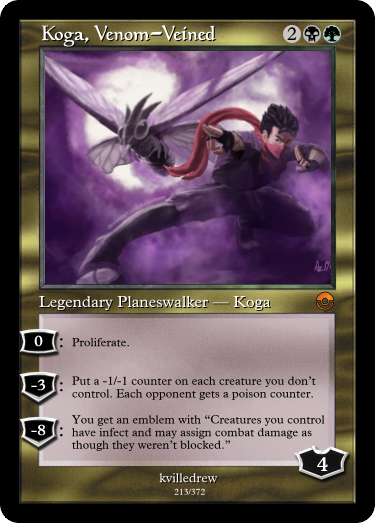 Koga, Venom-Veined 2
Legendary Planeswalker — Koga
0: Proliferate.
-3: Put a -1/-1 counter on each creature you don't
control. Each opponent gets a poison counter.
-8: You get an emblem with “Creatures you control
have infect and may assign combat damage as
though they weren't blocked.”
4
kvilledrew
213/372